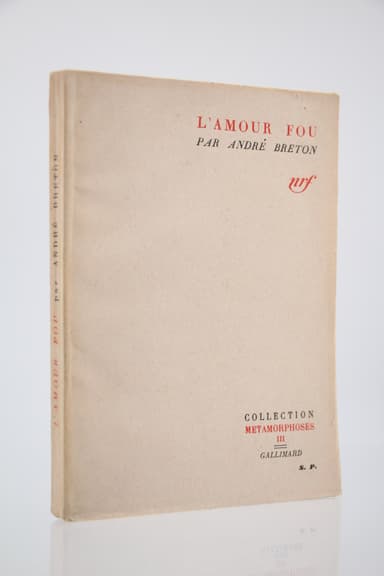 L'AMOUR FOU par ANDRÉ BRETON
L'AMOUR FOU
PAR ANDRÉ BRETON
nrf
COLLECTION
METAMORPHOSES
III
GALLIMARD
S. P.